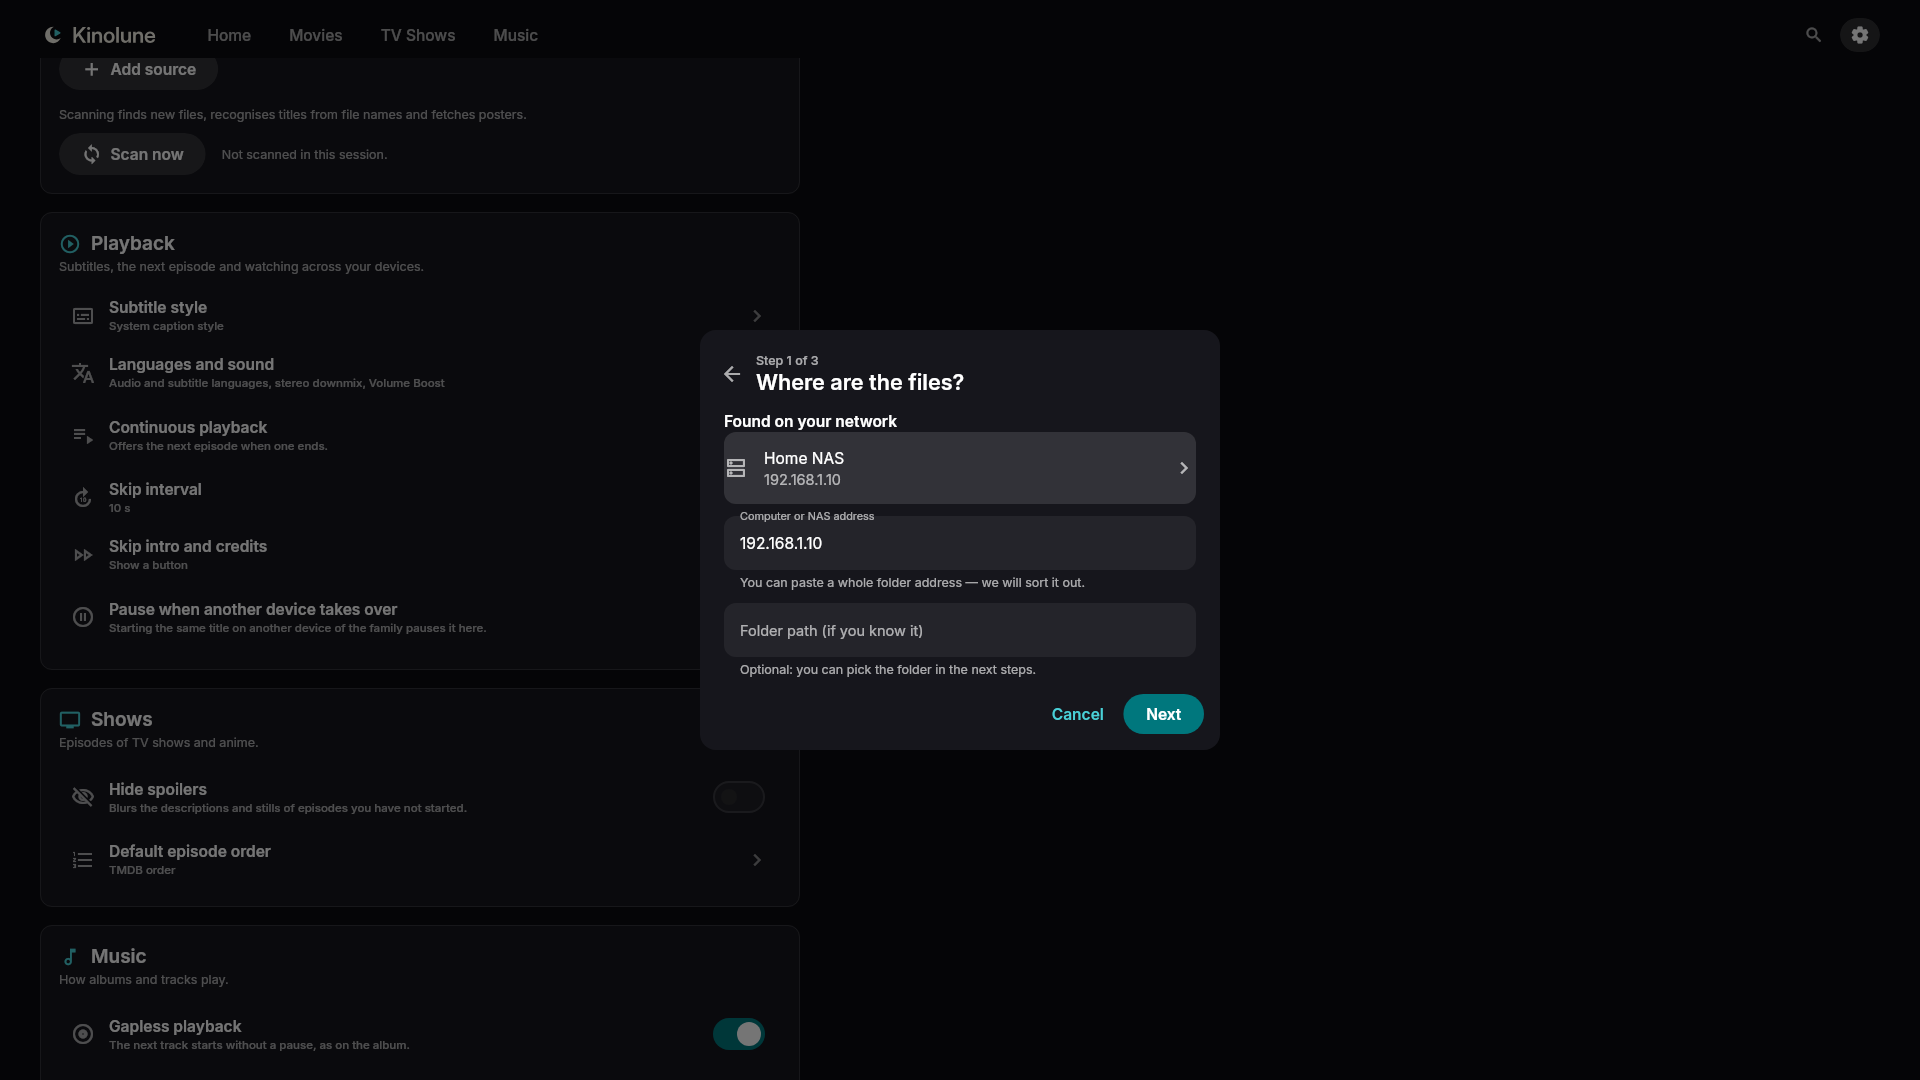 Kinolune
Home
Movies
TV Shows
Music
Add source
Scanning finds new files, recognises titles from file names and fetches posters.
Scan now
Not scanned in this session.
Playback
Subtitles, the next episode and watching across your devices.
Subtitle style
System caption style
Languages and sound
Audio and subtitle languages, stereo downmix, Volume Boost
Continuous playback
Offers the next episode when one ends.
Skip interval
10 s
Skip intro and credits
Show a button
Pause when another device takes over
Starting the same title on another device of the family pauses it here.
Shows
Episodes of TV shows and anime.
Hide spoilers
Blurs the descriptions and stills of episodes you have not started.
Default episode order
TMDB order
Music
How albums and tracks play.
Gapless playback
The next track starts without a pause, as on the album.
Step 1 of 3
Where are the files?
Found on your network
Home NAS
192.168.1.10
Computer or NAS address
192.168.1.10
You can paste a whole folder address — we will sort it out.
Folder path (if you know it)
Optional: you can pick the folder in the next steps.
Cancel
Next